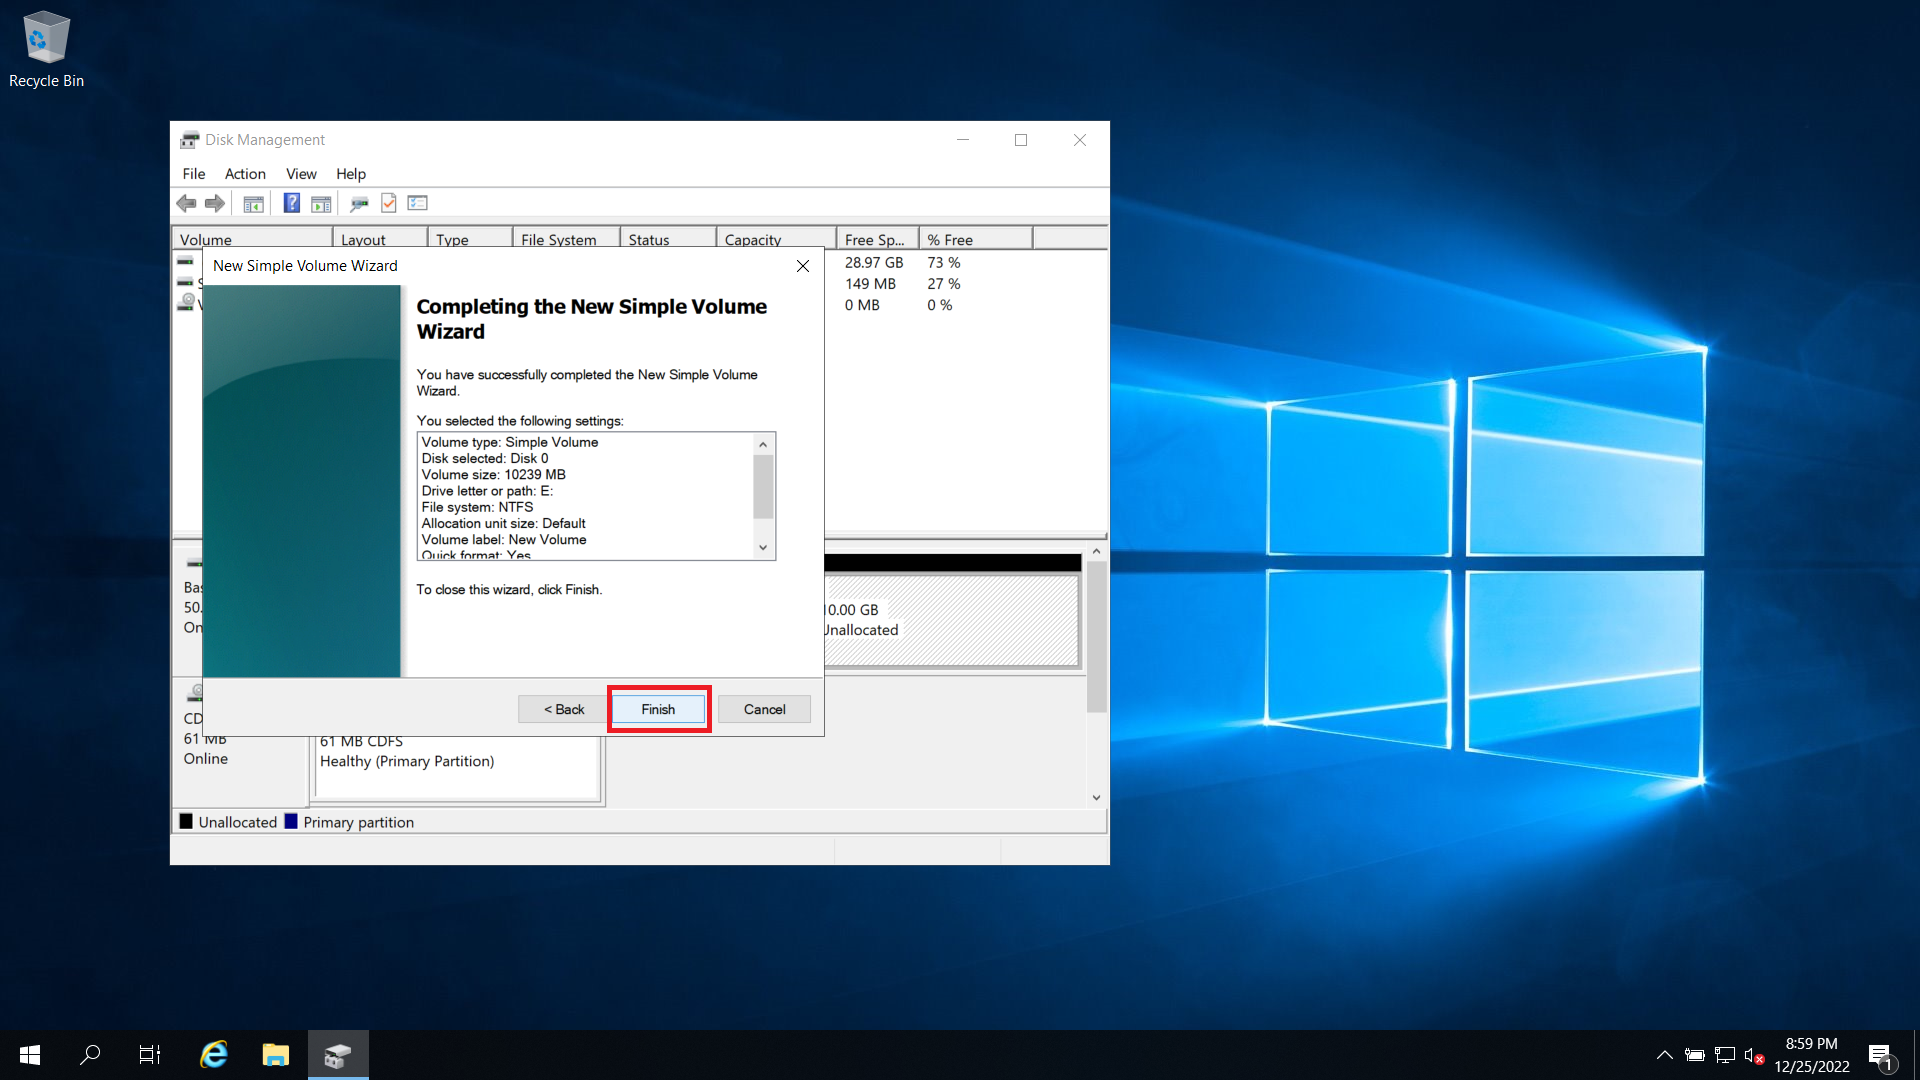 Recycle Bin
Disk Management
File Action View Help
Volume Layout Type File System Status Capacity Free Sp... % Free
28.97 GB 73 %
149 MB 27 %
0 MB 0 %
New Simple Volume Wizard
Completing the New Simple Volume
Wizard
You have successfully completed the New Simple Volume
Wizard.
You selected the following settings:
Volume type: Simple Volume
Disk selected: Disk 0
Volume size: 10239 MB
Drive letter or path: E:
File system: NTFS
Allocation unit size: Default
Volume label: New Volume
Quick format: Yes
To close this wizard, click Finish.
< Back Finish Cancel
Bas
50.
On
10.00 GB
Unallocated
CD
61 MB
Online
61 MB CDFS
Healthy (Primary Partition)
Unallocated Primary partition
8:59 PM
12/25/2022
1